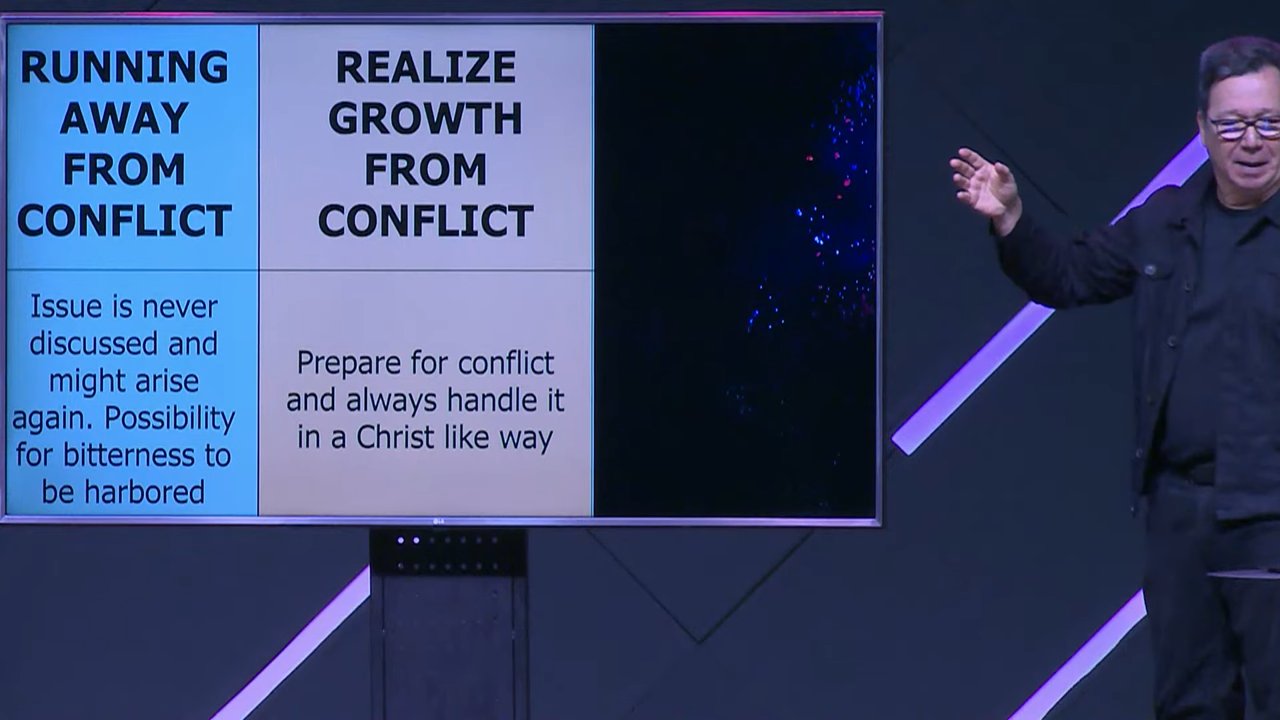 RUNNING
AWAY
FROM
CONFLICT
Issue is never
discussed and
might arise
again. Possibility
for bitterness to
be harbored
REALIZE
GROWTH
FROM
CONFLICT
Prepare for conflict
and always handle it
in a Christ like way
LG